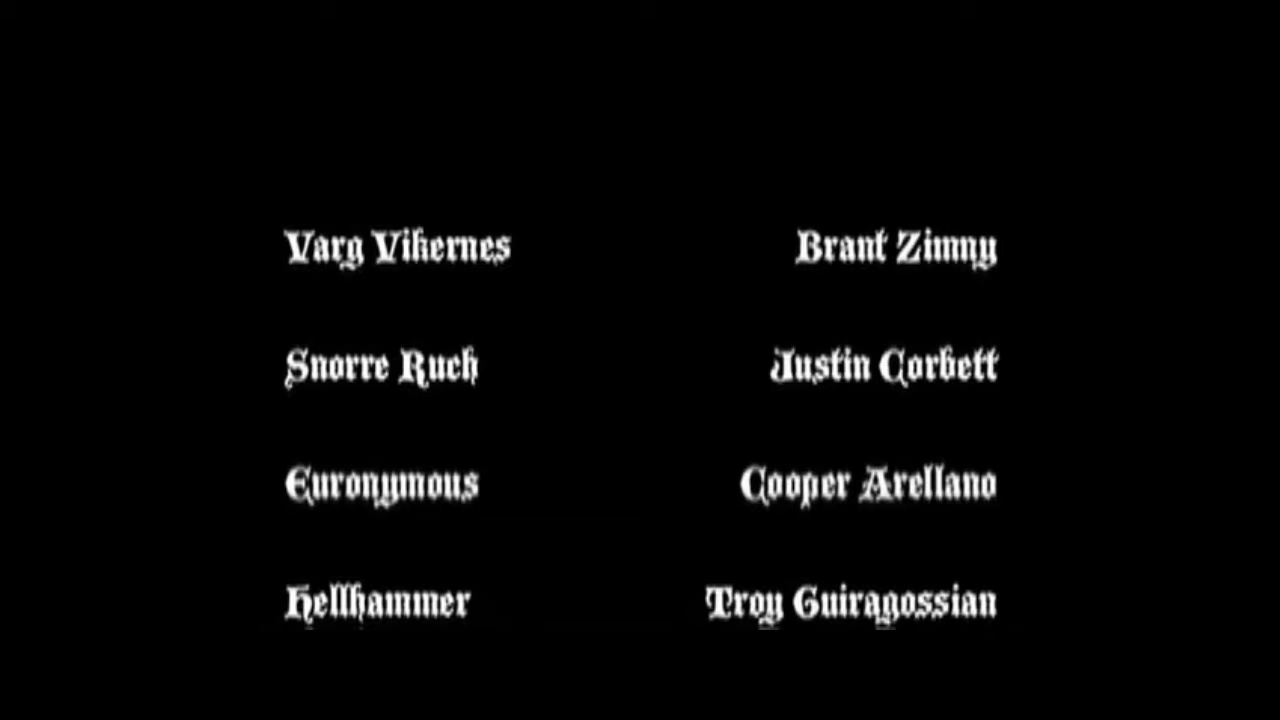 Varg Vikernes Brant Zimny
Snorre Ruch Justin Corbett
Euronymous Cooper Arellano
Hellhammer Troy Guiragossian